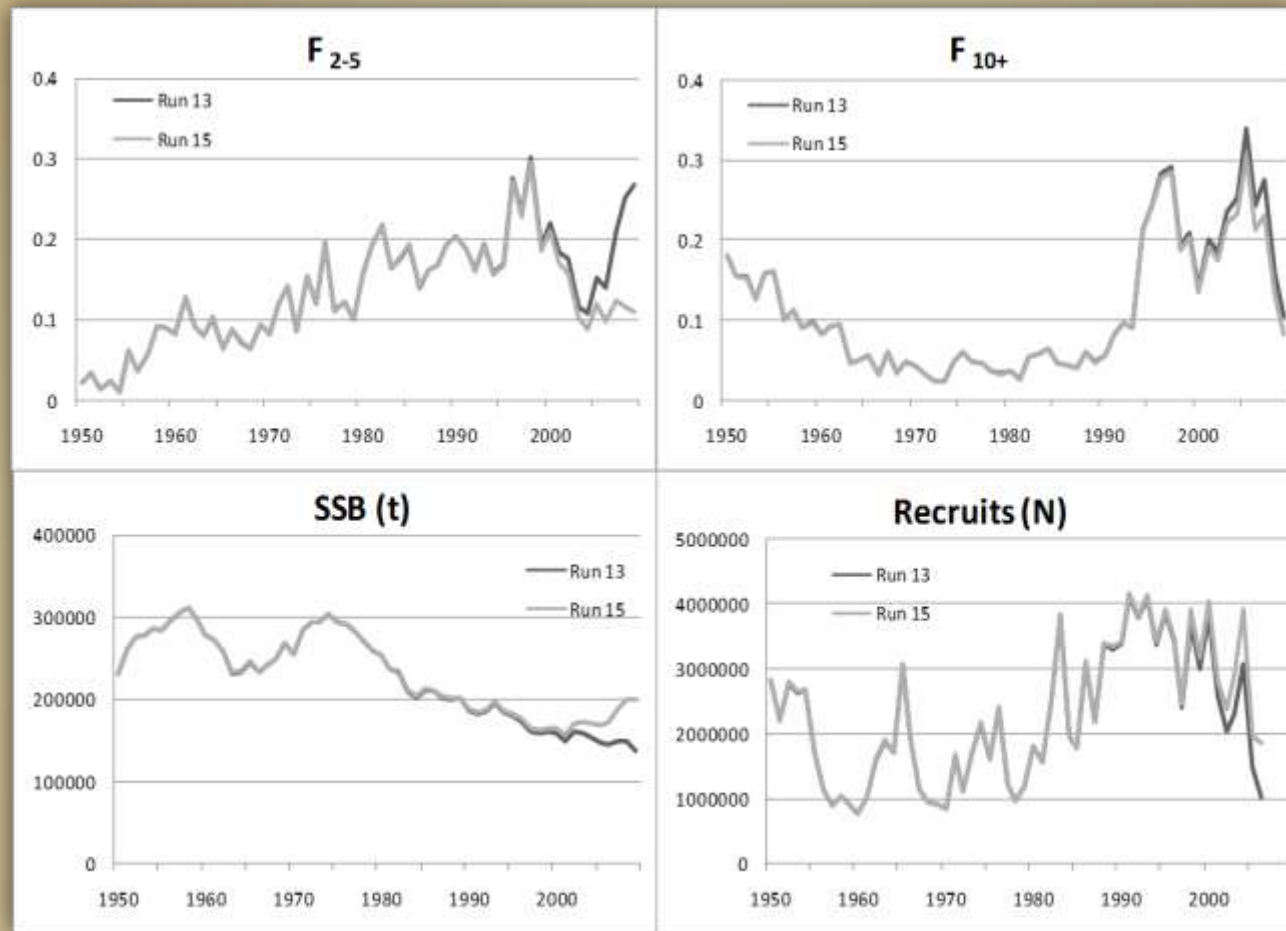 F 2-5
0.4
Run 13
0.3
Run 15
0.2
0.1
0
1950 1960 1970 1980 1990 2000
F 10+
0.4
Run 13
0.3
Run 15
0.2
0.1
0
1950 1960 1970 1980 1990 2000
SSB (t)
400000
Run 13
300000
Run 15
200000
100000
0
1950 1960 1970 1980 1990 2000
Recruits (N)
5000000
Run 13
4000000
Run 15
3000000
2000000
1000000
0
1950 1960 1970 1980 1990 2000